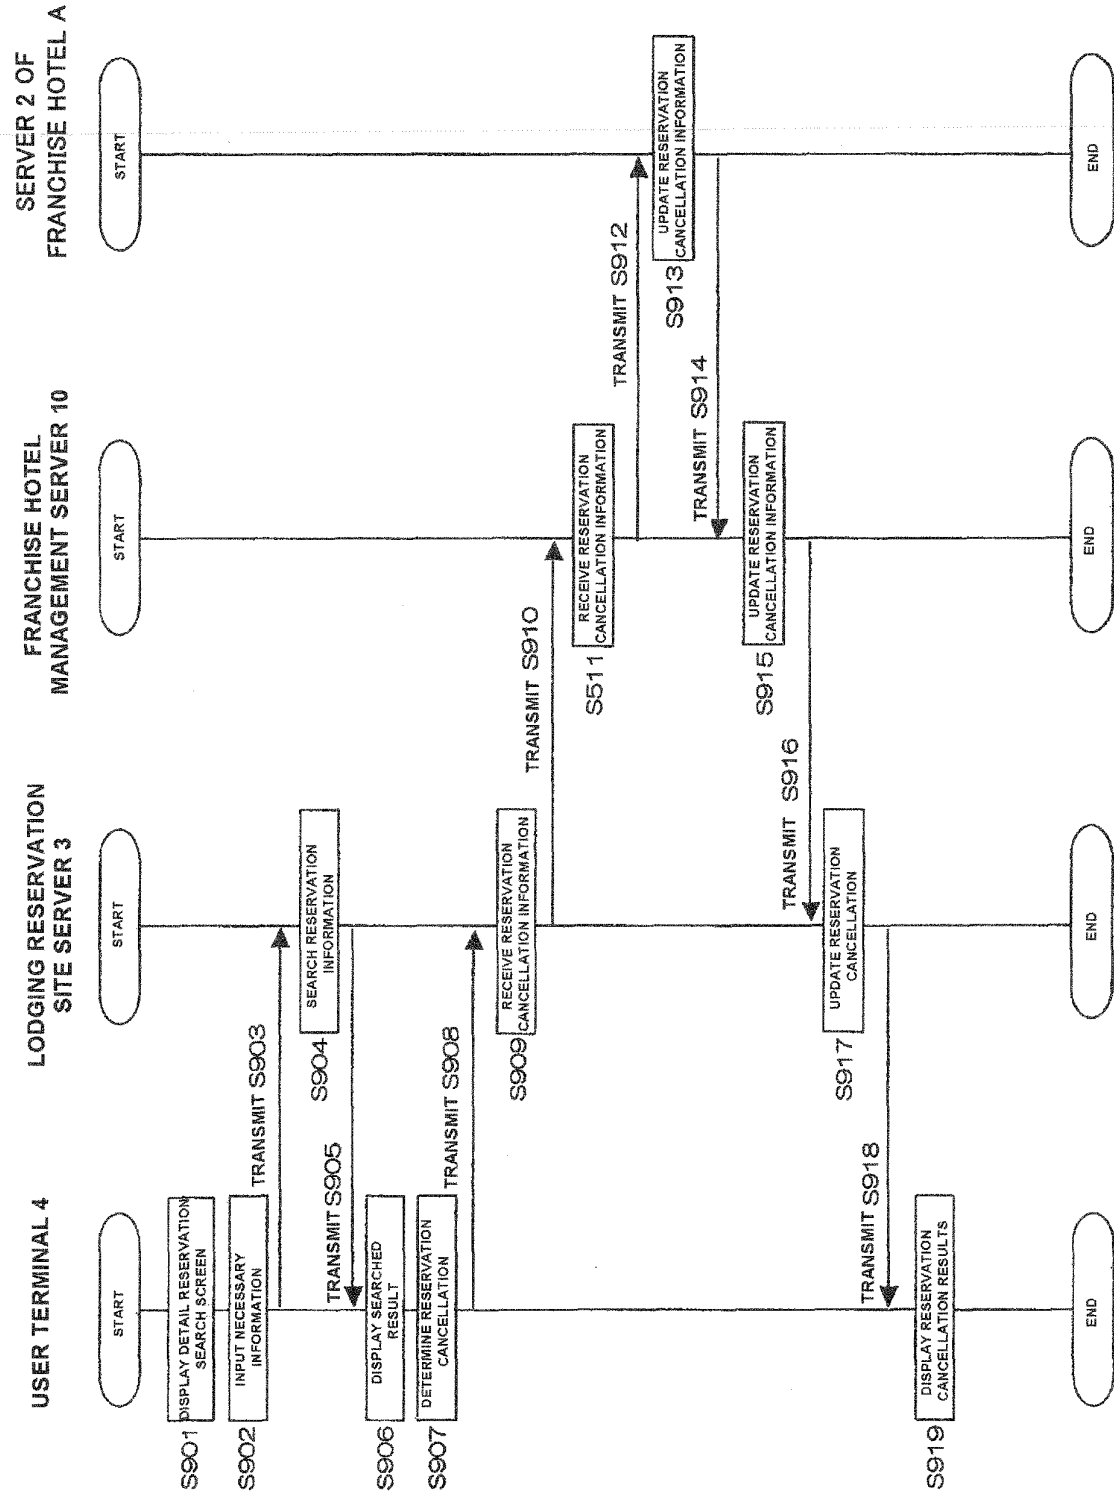 USER TERMINAL 4
LODGING RESERVATION
SITE SERVER 3
FRANCHISE HOTEL
MANAGEMENT SERVER 10
SERVER 2 OF
FRANCHISE HOTEL A
START
START
START
START
S901
DISPLAY DETAIL RESERVATION
SEARCH SCREEN
S902
INPUT NECESSARY
INFORMATION
TRANSMIT S903
S904
SEARCH RESERVATION
INFORMATION
TRANSMIT S905
S906
DISPLAY SEARCHED
RESULT
S907
DETERMINE RESERVATION
CANCELLATION
TRANSMIT S908
S909
RECEIVE RESERVATION
CANCELLATION INFORMATION
TRANSMIT S910
S511
RECEIVE RESERVATION
CANCELLATION INFORMATION
TRANSMIT S912
S913
UPDATE RESERVATION
CANCELLATION INFORMATION
TRANSMIT S914
S915
UPDATE RESERVATION
CANCELLATION INFORMATION
TRANSMIT S916
S917
UPDATE RESERVATION
CANCELLATION
TRANSMIT S918
S919
DISPLAY RESERVATION
CANCELLATION RESULTS
END
END
END
END